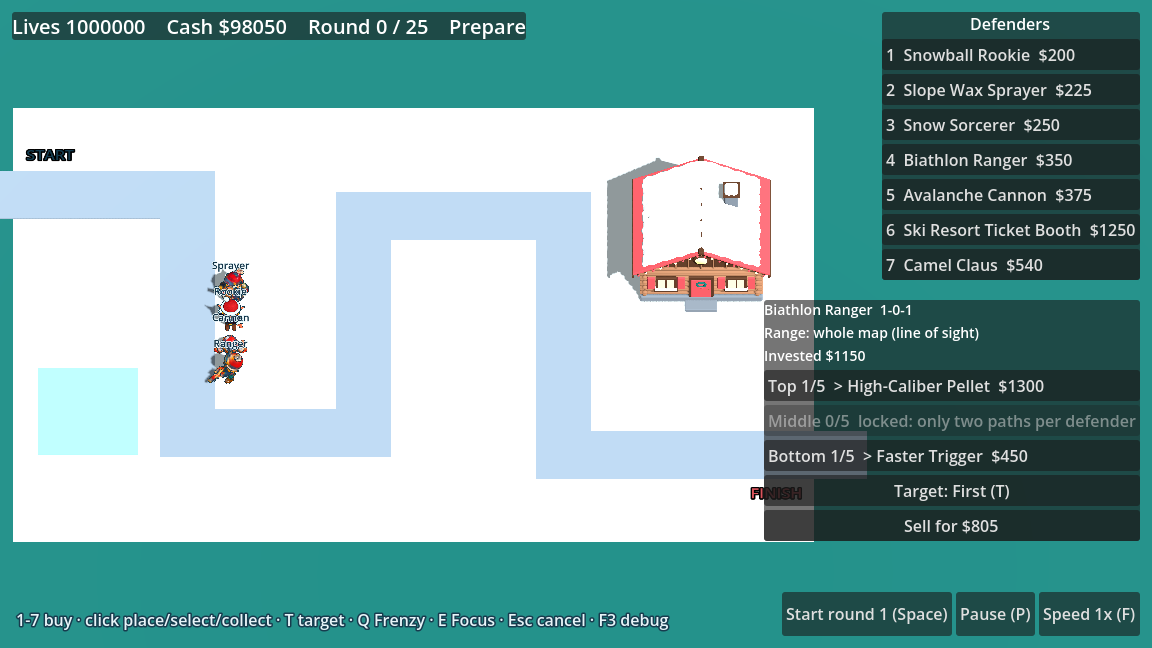 Lives 1000000 Cash $98050 Round 0 / 25 Prepare
Defenders
1 Snowball Rookie $200
2 Slope Wax Sprayer $225
3 Snow Sorcerer $250
4 Biathlon Ranger $350
5 Avalanche Cannon $375
6 Ski Resort Ticket Booth $1250
7 Camel Claus $540
START
Sprayer
Rookie
Cannon
Ranger
Biathlon Ranger 1-0-1
Range: whole map (line of sight)
Invested $1150
Top 1/5 > High-Caliber Pellet $1300
Middle 0/5 locked: only two paths per defender
Bottom 1/5 > Faster Trigger $450
Target: First (T)
FINISH
Sell for $805
1-7 buy · click place/select/collect · T target · Q Frenzy · E Focus · Esc cancel · F3 debug
Start round 1 (Space)
Pause (P)
Speed 1x (F)